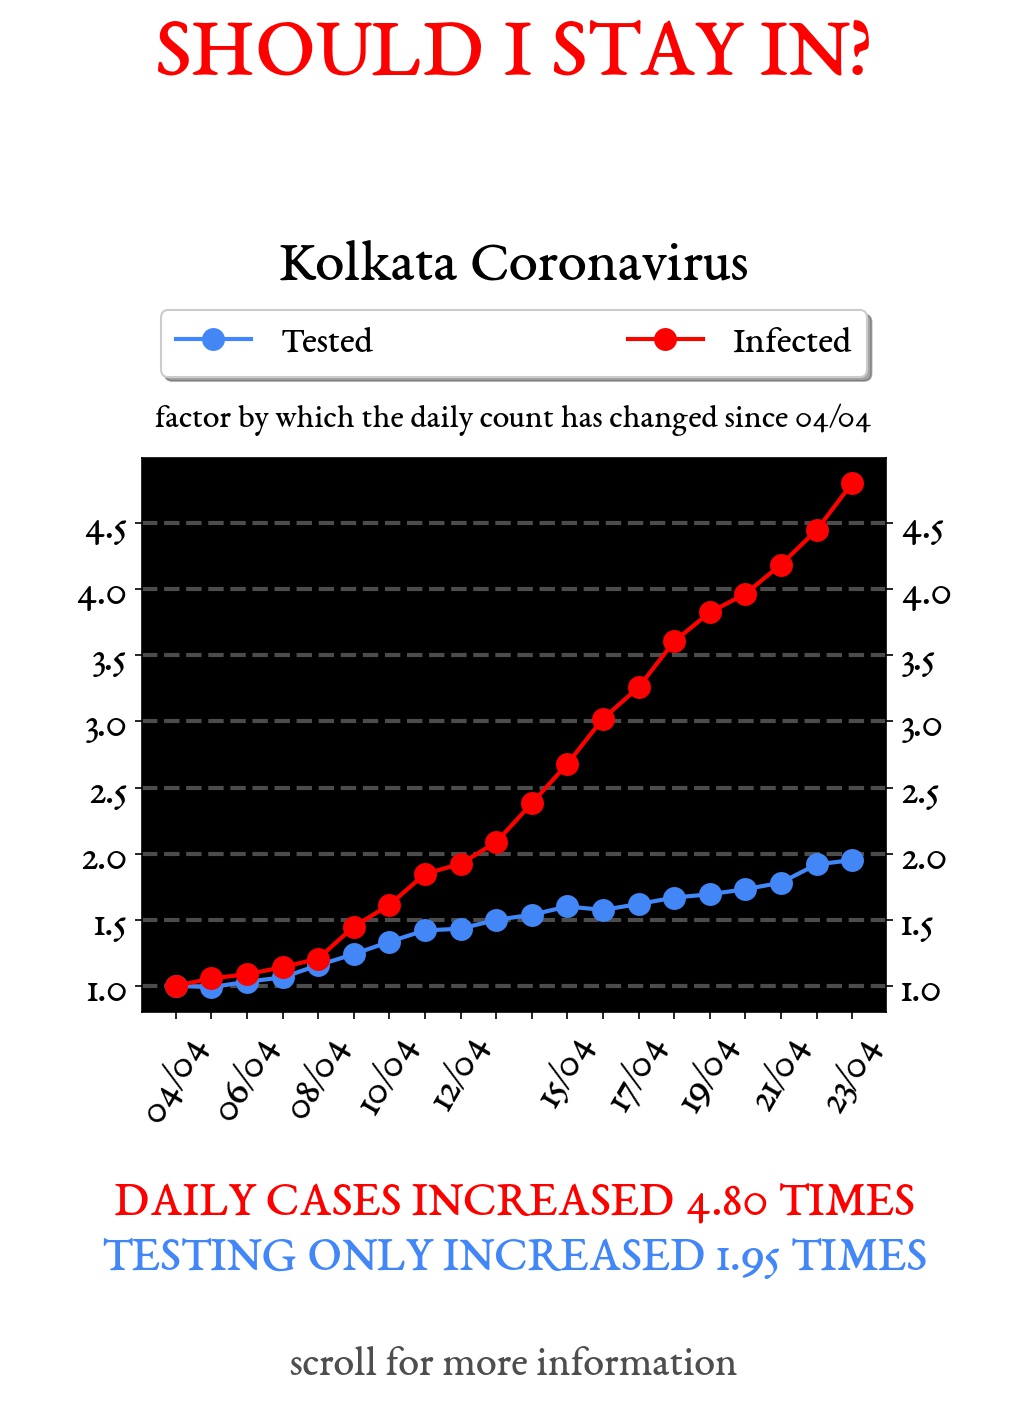 SHOULD I STAY IN?
Kolkata Coronavirus
Tested Infected
factor by which the daily count has changed since 04/04
4.5 4.5
4.0 4.0
3.5 3.5
3.0 3.0
2.5 2.5
2.0 2.0
1.5 1.5
1.0 1.0
04/04 06/04 08/04 10/04 12/04 15/04 17/04 19/04 21/04 23/04
DAILY CASES INCREASED 4.80 TIMES
TESTING ONLY INCREASED 1.95 TIMES
scroll for more information